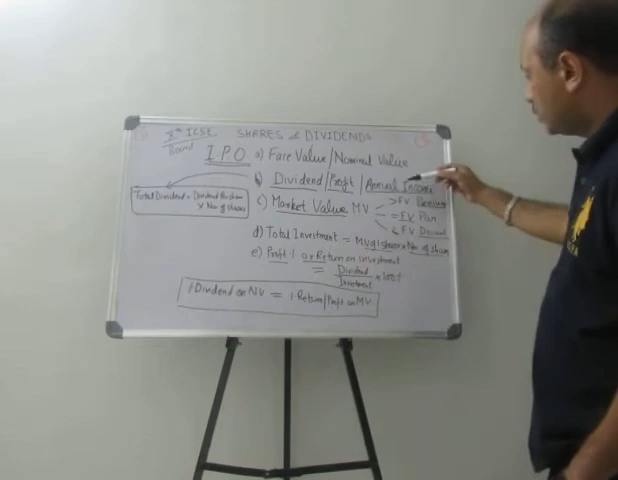 Xth ICSE Board
SHARES & DIVIDENDS
I.P.O a) Face Value/Nominal Value
b) Dividend/Profit/Annual Income
Total Dividend = Dividend Per share
x No. of shares
c) Market Value MV
> FV Premium
= FV Par
< FV Discount
d) Total Investment = MV of 1 share x No. of shares
e) Profit % or Return on investment
= Dividend/Investment x 100%
% Dividend on NV = % Return/Profit on MV